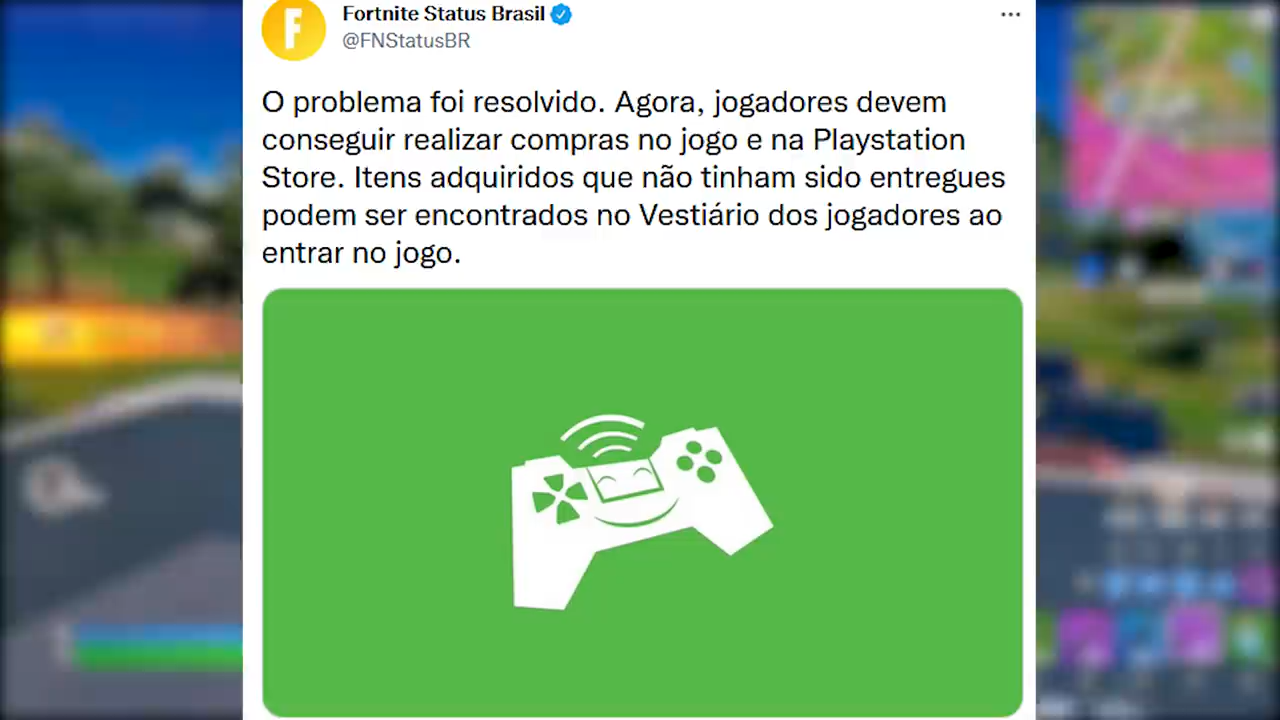 Fortnite Status Brasil
@FNStatusBR
O problema foi resolvido. Agora, jogadores devem
conseguir realizar compras no jogo e na Playstation
Store. Itens adquiridos que não tinham sido entregues
podem ser encontrados no Vestiário dos jogadores ao
entrar no jogo.